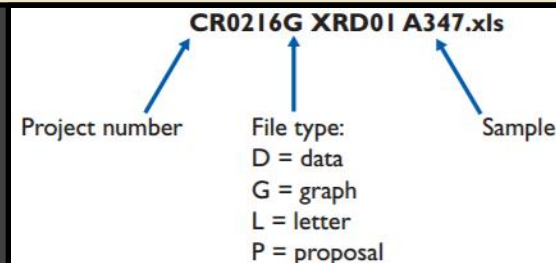 CR0216G XRD01 A347.xls
Project number File type: Sample
D = data
G = graph
L = letter
P = proposal